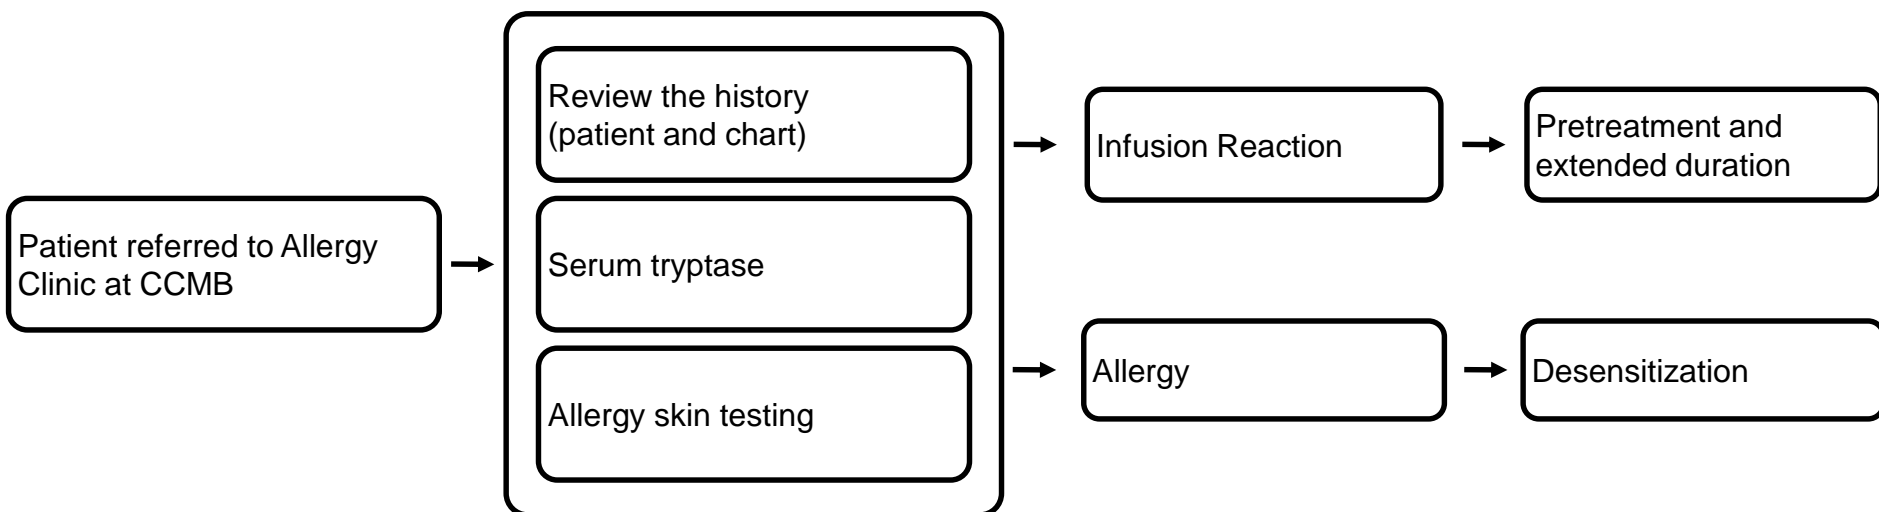 Patient referred to Allergy
Clinic at CCMB
Review the history
(patient and chart)
Serum tryptase
Allergy skin testing
Infusion Reaction
Pretreatment and
extended duration
Allergy
Desensitization